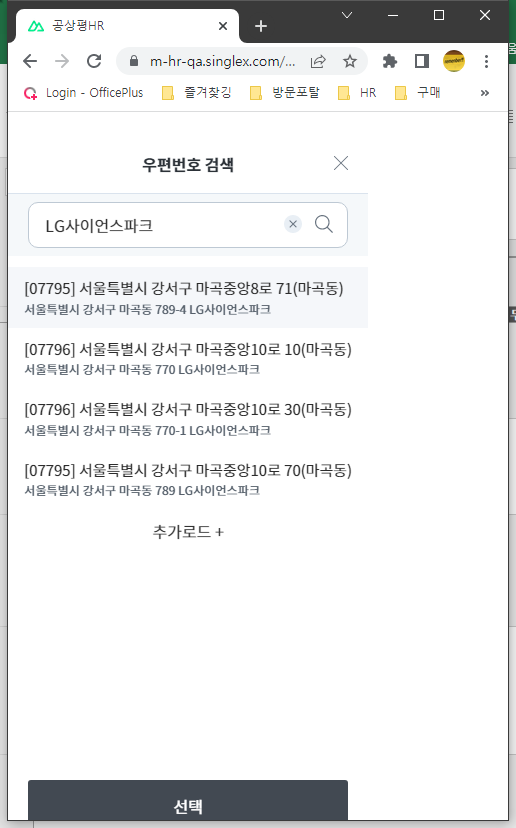 공상평HR
m-hr-qa.singlex.com/...
Login - OfficePlus
즐겨찾깅
방문포탈
HR
구매
우편번호 검색
LG사이언스파크
[07795] 서울특별시 강서구 마곡중앙8로 71(마곡동)
서울특별시 강서구 마곡동 789-4 LG사이언스파크
[07796] 서울특별시 강서구 마곡중앙10로 10(마곡동)
서울특별시 강서구 마곡동 770 LG사이언스파크
[07796] 서울특별시 강서구 마곡중앙10로 30(마곡동)
서울특별시 강서구 마곡동 770-1 LG사이언스파크
[07795] 서울특별시 강서구 마곡중앙10로 70(마곡동)
서울특별시 강서구 마곡동 789 LG사이언스파크
추가로드 +
선택